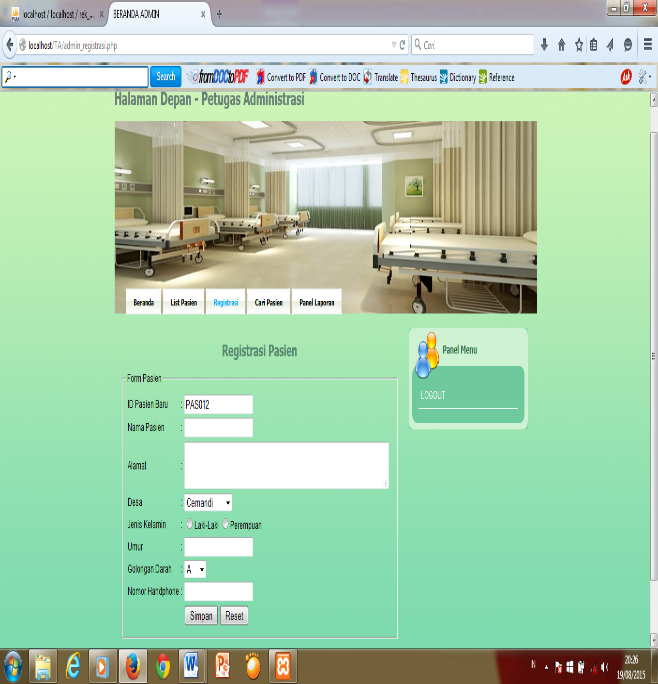 localhost / localhost / rek_... ×
BERANDA ADMIN ×
+
localhost/TA/admin_registrasi.php
Cari
Search
fromDOCtoPDF
Convert to PDF
Convert to DOC
Translate
Thesaurus
Dictionary
Reference
Halaman Depan - Petugas Administrasi
Beranda
List Pasien
Registrasi
Cari Pasien
Panel Laporan
Registrasi Pasien
Panel Menu
LOGOUT
Form Pasien
ID Pasien Baru : PAS012
Nama Pasien :
Alamat :
Desa : Cemandi
Jenis Kelamin : Laki-Laki Perempuan
Umur :
Golongan Darah : A
Nomor Handphone :
Simpan Reset
20:26
19/08/2015